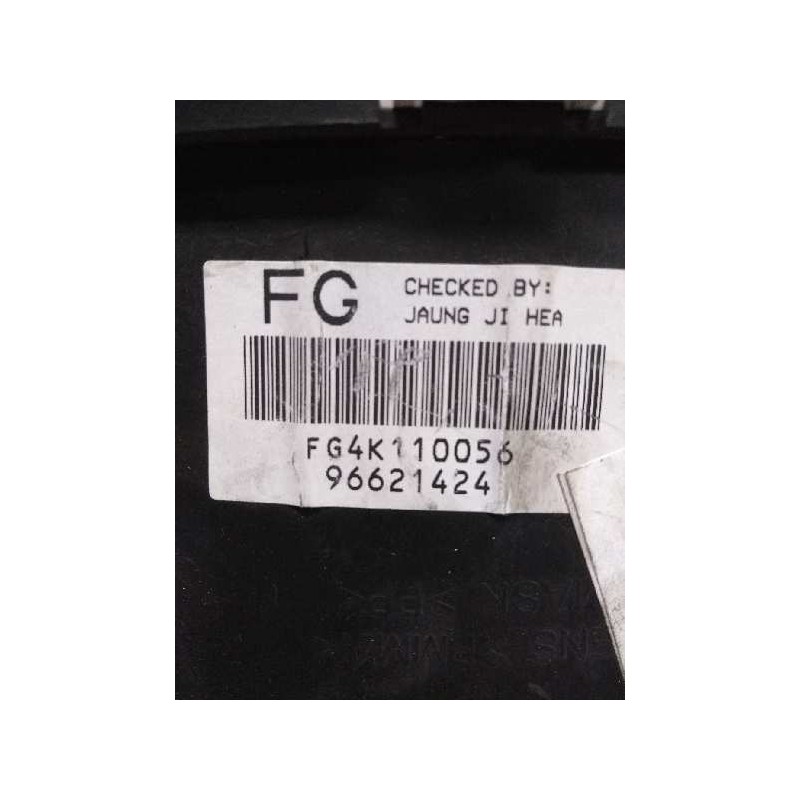 FG
CHECKED BY:
JAUNG JI HEA
FG4K110056
96621424